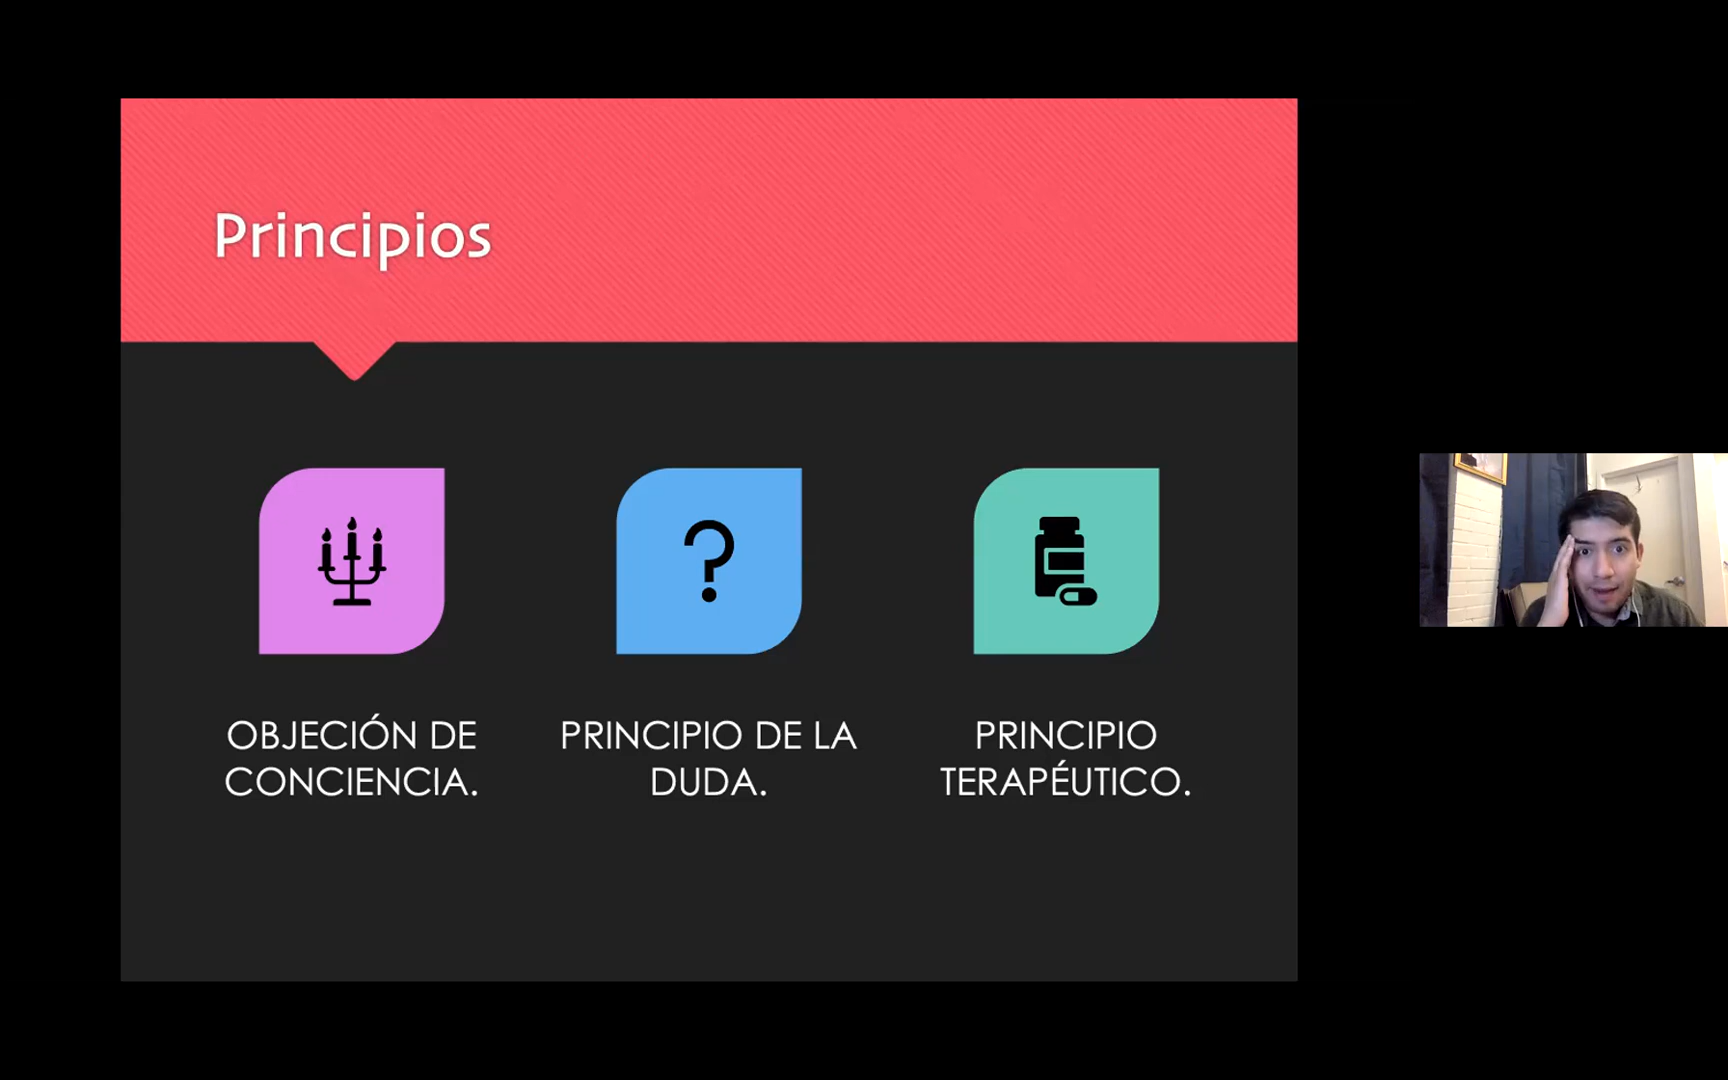 Principios
OBJECIÓN DE
CONCIENCIA.
PRINCIPIO DE LA
DUDA.
PRINCIPIO
TERAPÉUTICO.